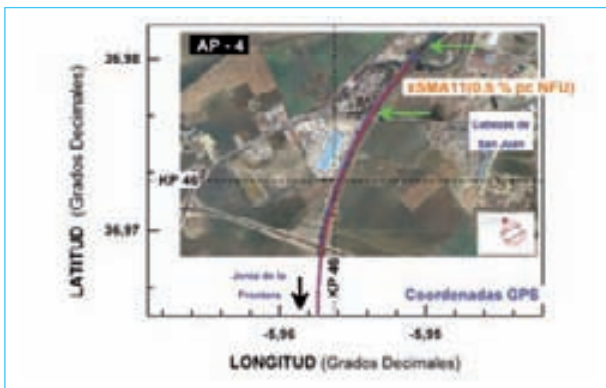 AP - 4
36,98
xSMA11(0.5 % pc NFU)
Cabezas de
San Juan
KP 46
LATITUD (Grados Decimales)
36,97
Jerez de la
Frontera
KP 46
Coordenadas GPS
-5,96
-5,95
LONGITUD (Grados Decimales)